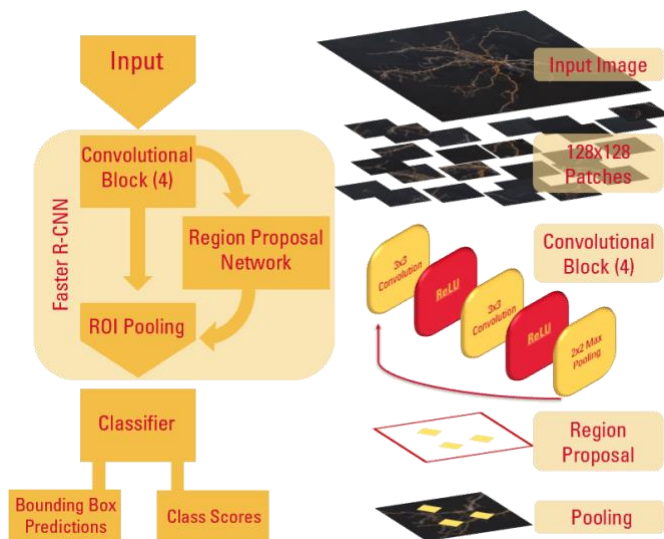 Input
Faster R-CNN
Convolutional
Block (4)
Region Proposal
Network
ROI Pooling
Classifier
Bounding Box
Predictions
Class Scores
Input Image
128x128
Patches
Convolutional
Block (4)
3x3
Convolution
ReLU
3x3
Convolution
ReLU
2x2 Max
Pooling
Region
Proposal
Pooling